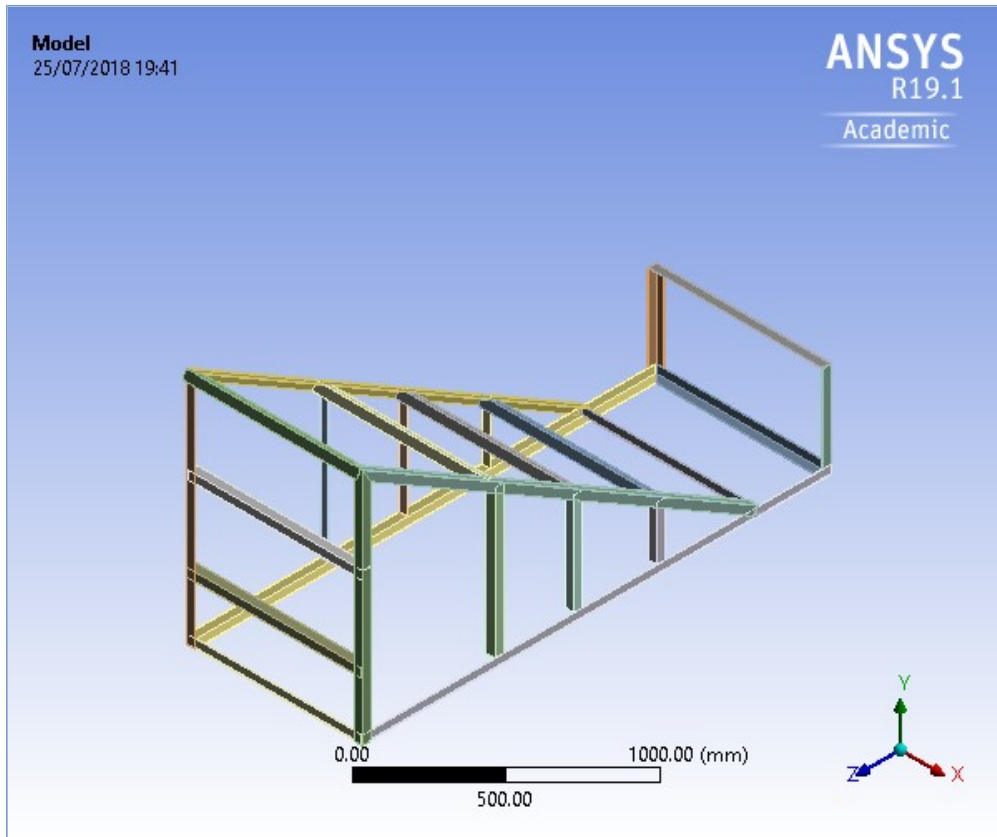 Model
25/07/2018 19:41
ANSYS
R19.1
Academic
0.00
1000.00 (mm)
500.00
Y
Z
X